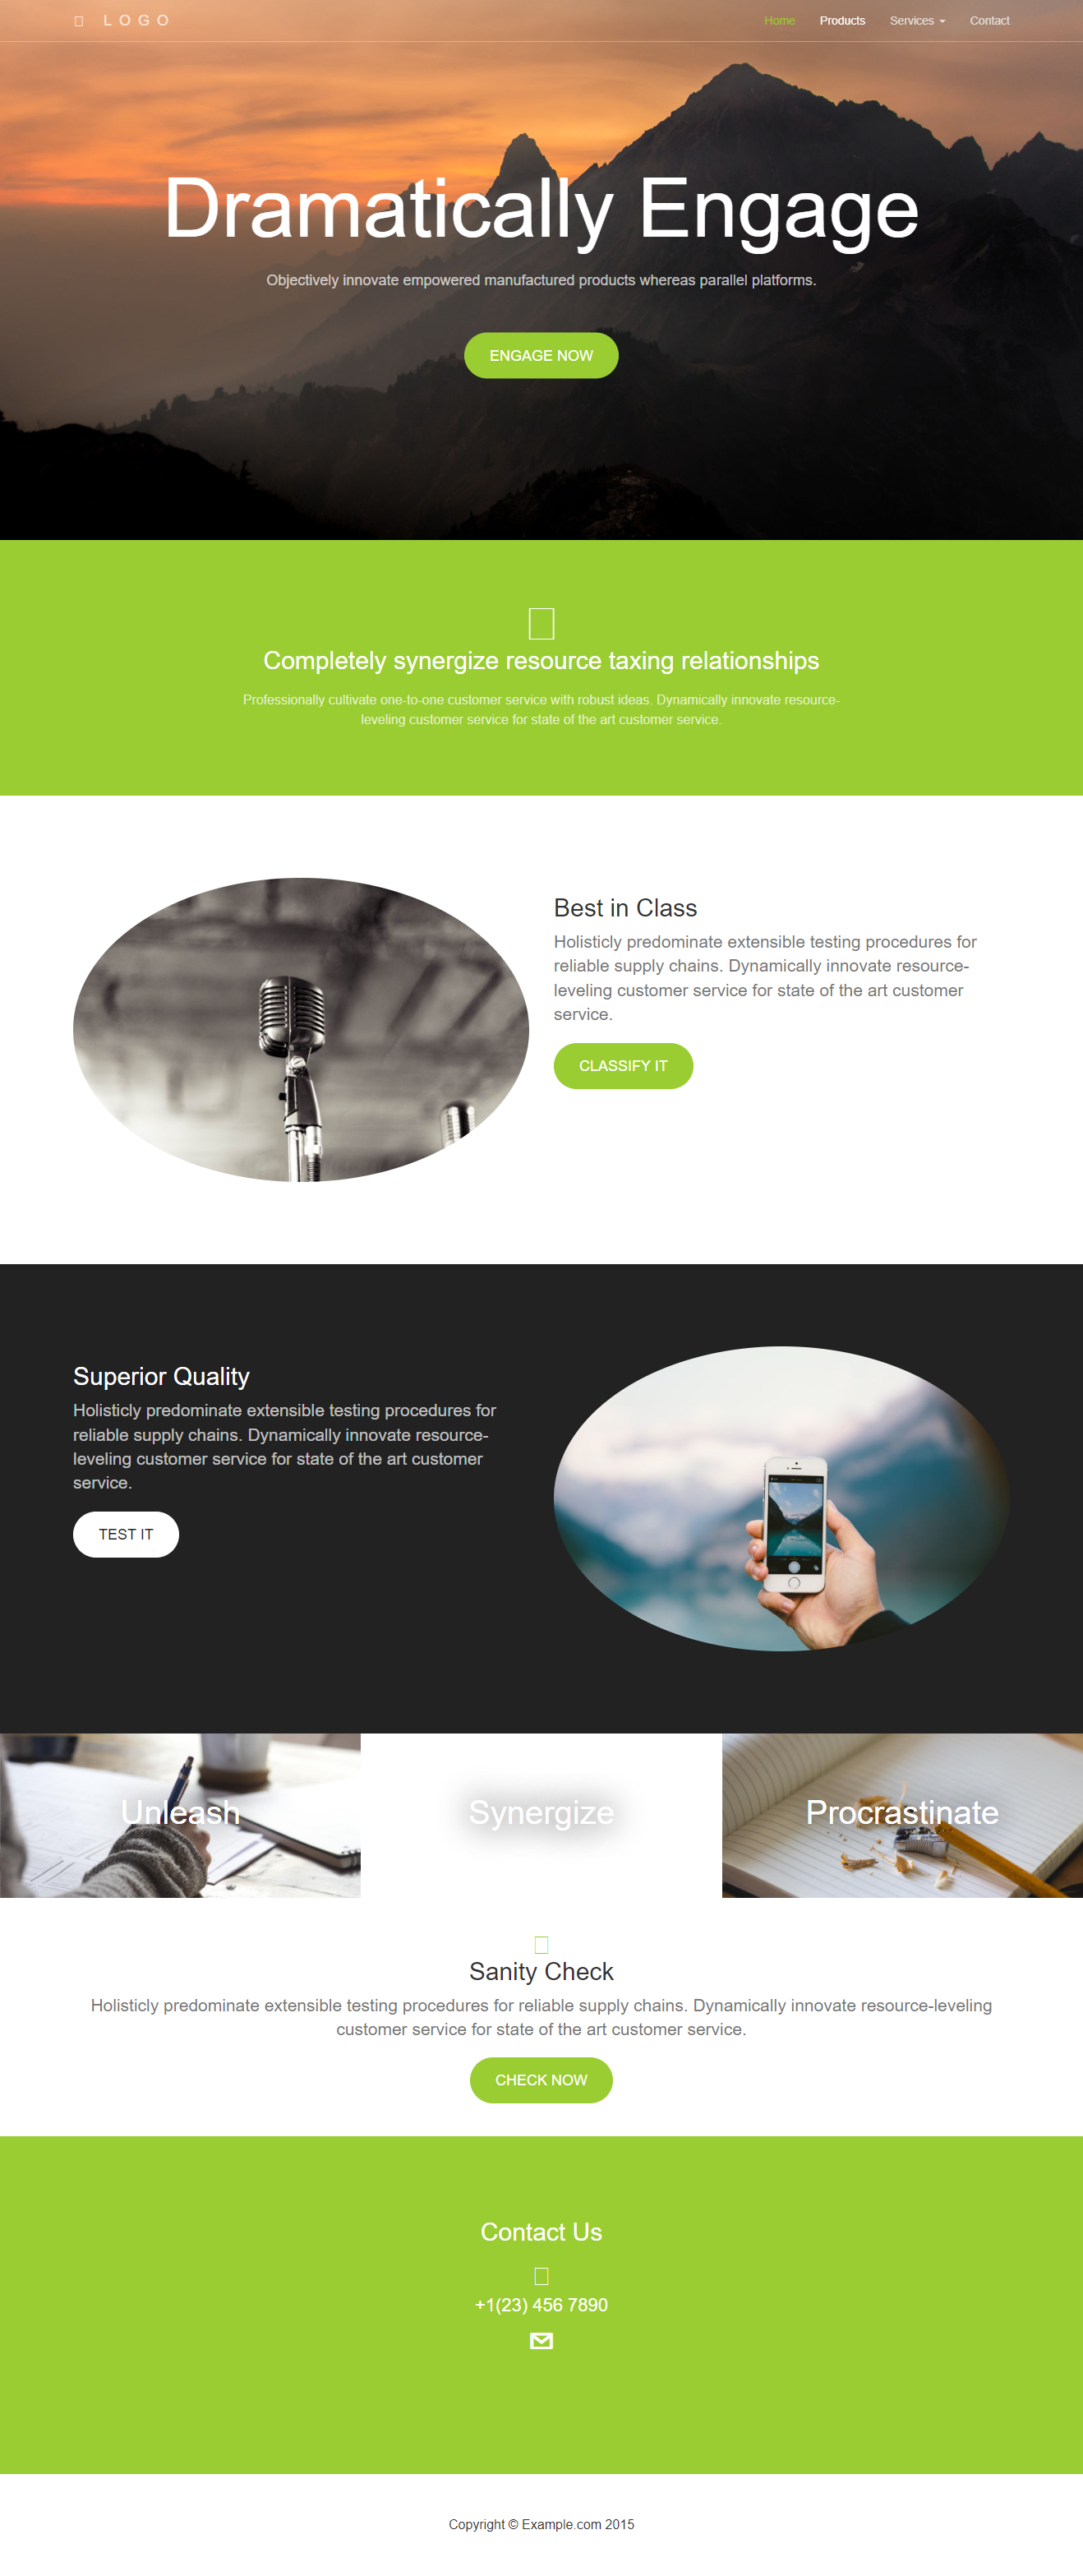 LOGO
Home Products Services Contact
Dramatically Engage
Objectively innovate empowered manufactured products whereas parallel platforms.
ENGAGE NOW
Completely synergize resource taxing relationships
Professionally cultivate one-to-one customer service with robust ideas. Dynamically innovate resource-
leveling customer service for state of the art customer service.
Best in Class
Holisticly predominate extensible testing procedures for
reliable supply chains. Dynamically innovate resource-
leveling customer service for state of the art customer
service.
CLASSIFY IT
Superior Quality
Holisticly predominate extensible testing procedures for
reliable supply chains. Dynamically innovate resource-
leveling customer service for state of the art customer
service.
TEST IT
Unleash
Synergize
Procrastinate
Sanity Check
Holisticly predominate extensible testing procedures for reliable supply chains. Dynamically innovate resource-leveling
customer service for state of the art customer service.
CHECK NOW
Contact Us
+1(23) 456 7890
Copyright © Example.com 2015